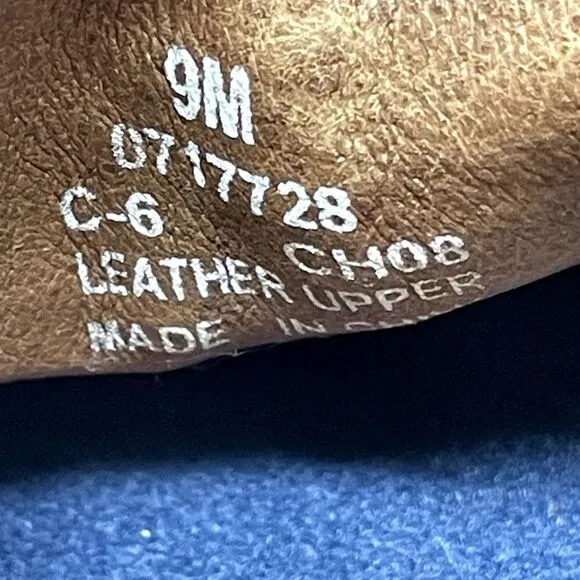 9M
0717728
C-6 CH08
LEATHER UPPER
MADE IN